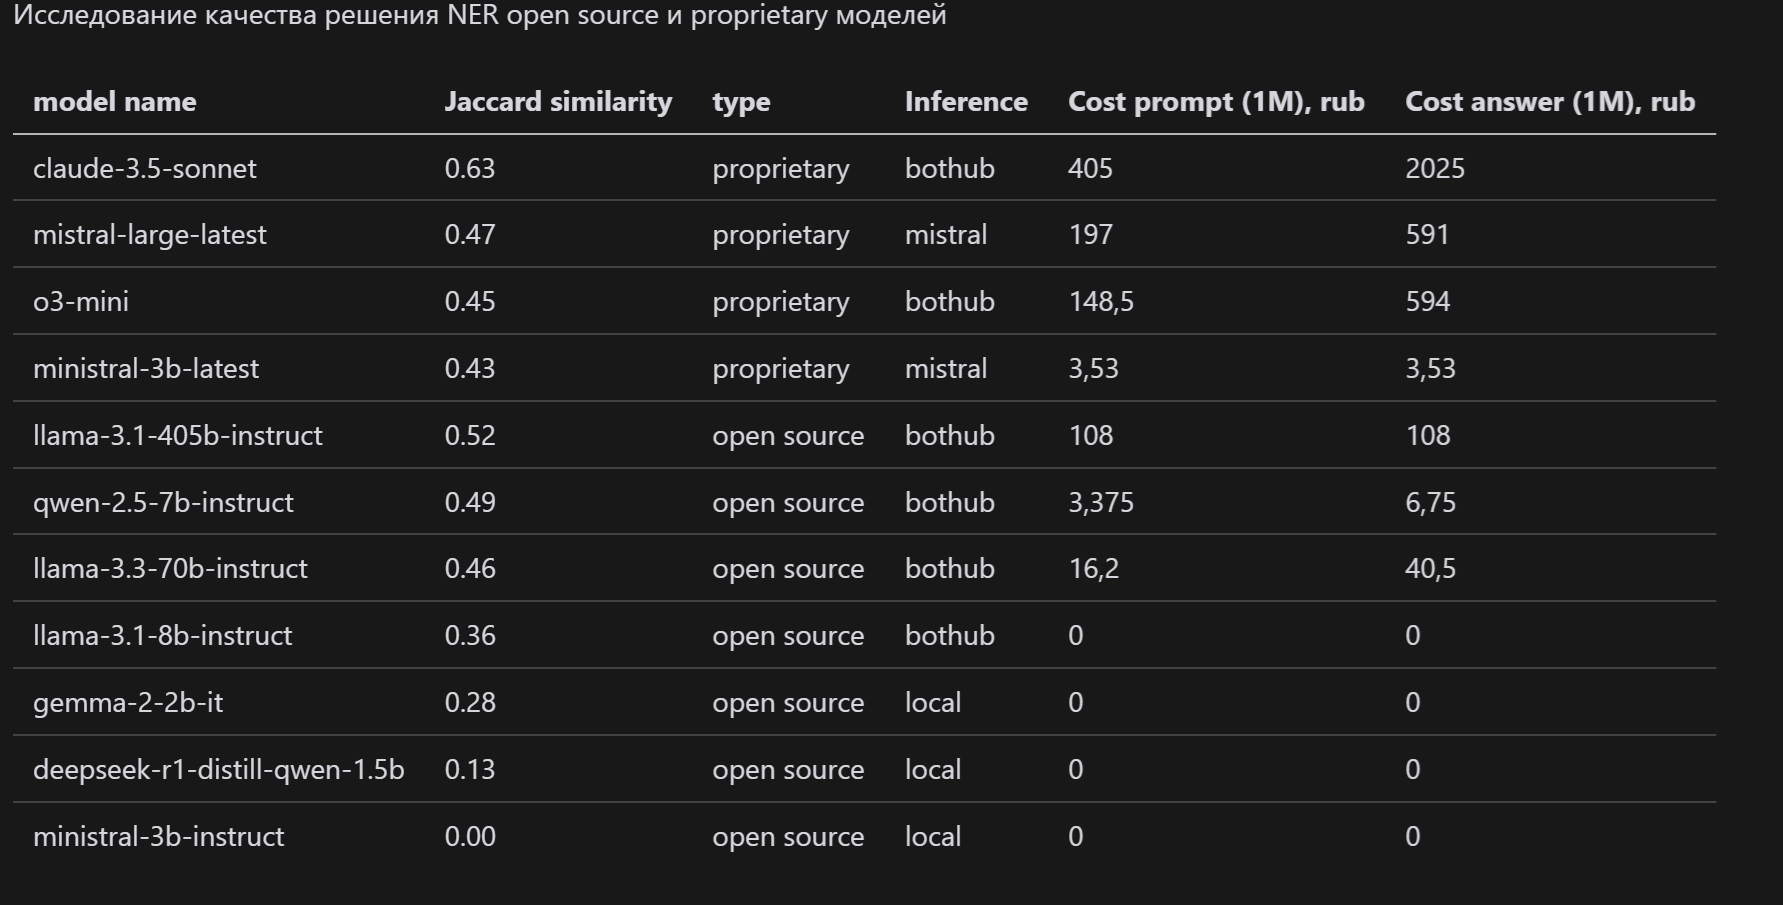 Исследование качества решения NER open source и proprietary моделей
model name Jaccard similarity type Inference Cost prompt (1M), rub Cost answer (1M), rub
claude-3.5-sonnet 0.63 proprietary bothub 405 2025
mistral-large-latest 0.47 proprietary mistral 197 591
o3-mini 0.45 proprietary bothub 148,5 594
ministral-3b-latest 0.43 proprietary mistral 3,53 3,53
llama-3.1-405b-instruct 0.52 open source bothub 108 108
qwen-2.5-7b-instruct 0.49 open source bothub 3,375 6,75
llama-3.3-70b-instruct 0.46 open source bothub 16,2 40,5
llama-3.1-8b-instruct 0.36 open source bothub 0 0
gemma-2-2b-it 0.28 open source local 0 0
deepseek-r1-distill-qwen-1.5b 0.13 open source local 0 0
ministral-3b-instruct 0.00 open source local 0 0